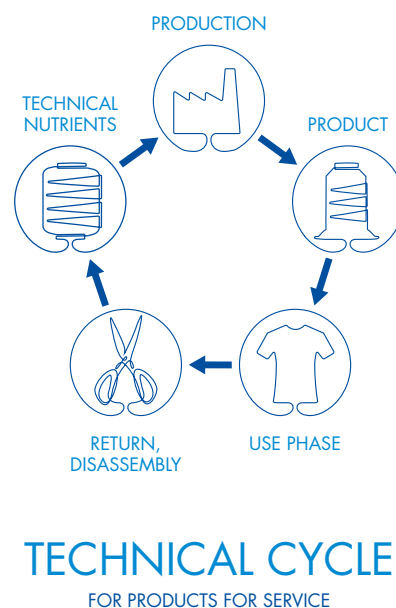 PRODUCTION
TECHNICAL
NUTRIENTS
PRODUCT
RETURN,
DISASSEMBLY
USE PHASE
TECHNICAL CYCLE
FOR PRODUCTS FOR SERVICE